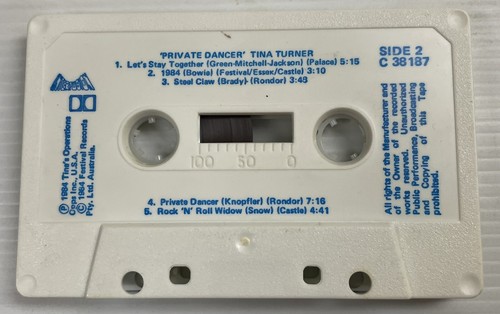 'PRIVATE DANCER' TINA TURNER
1. Let's Stay Together (Green-Mitchell-Jackson) (Palace) 5:15
2. 1984 (Bowie) (Festival/Essex/Castle) 3:10
3. Steel Claw (Brady) (Rondor) 3:48
SIDE 2
C 38187
100 50 0
4. Private Dancer (Knopfler) (Rondor) 7:16
5. Rock 'N' Roll Widow (Snow) (Castle) 4:41
℗ 1984 Tina's Operations
Oops Inc., U.S.A.
© 1984 Festival Records
Pty. Ltd. Australia.
All rights of the Manufacturer and
of the Owner of the recorded
works reserved. Unauthorized
Public Performance, Broadcasting
and Copying of this Tape
prohibited.